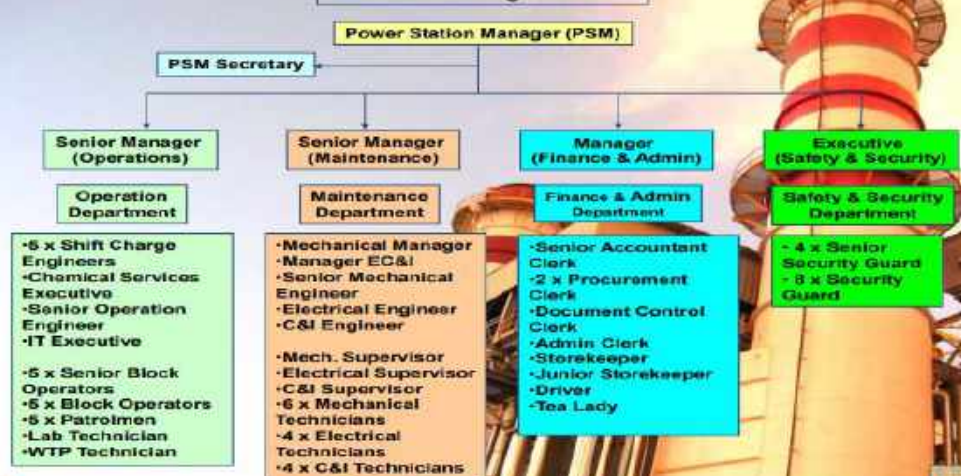 Power Station Manager (PSM)
PSM Secretary
Senior Manager
(Operations)
Senior Manager
(Maintenance)
Manager
(Finance & Admin)
Executive
(Safety & Security)
Operation
Department
Maintenance
Department
Finance & Admin
Department
Safety & Security
Department
•5 x Shift Charge
Engineers
•Chemical Services
Executive
•Senior Operation
Engineer
•IT Executive
•5 x Senior Block
Operators
•5 x Block Operators
•5 x Patrolmen
•Lab Technician
•WTP Technician
•Mechanical Manager
•Manager EC&I
•Senior Mechanical
Engineer
•Electrical Engineer
•C&I Engineer
•Mech. Supervisor
•Electrical Supervisor
•C&I Supervisor
•6 x Mechanical
Technicians
•4 x Electrical
Technicians
•4 x C&I Technicians
•Senior Accountant
Clerk
•2 x Procurement
Clerk
•Document Control
Clerk
•Admin Clerk
•Storekeeper
•Junior Storekeeper
•Driver
•Tea Lady
• 4 x Senior
Security Guard
• 8 x Security
Guard